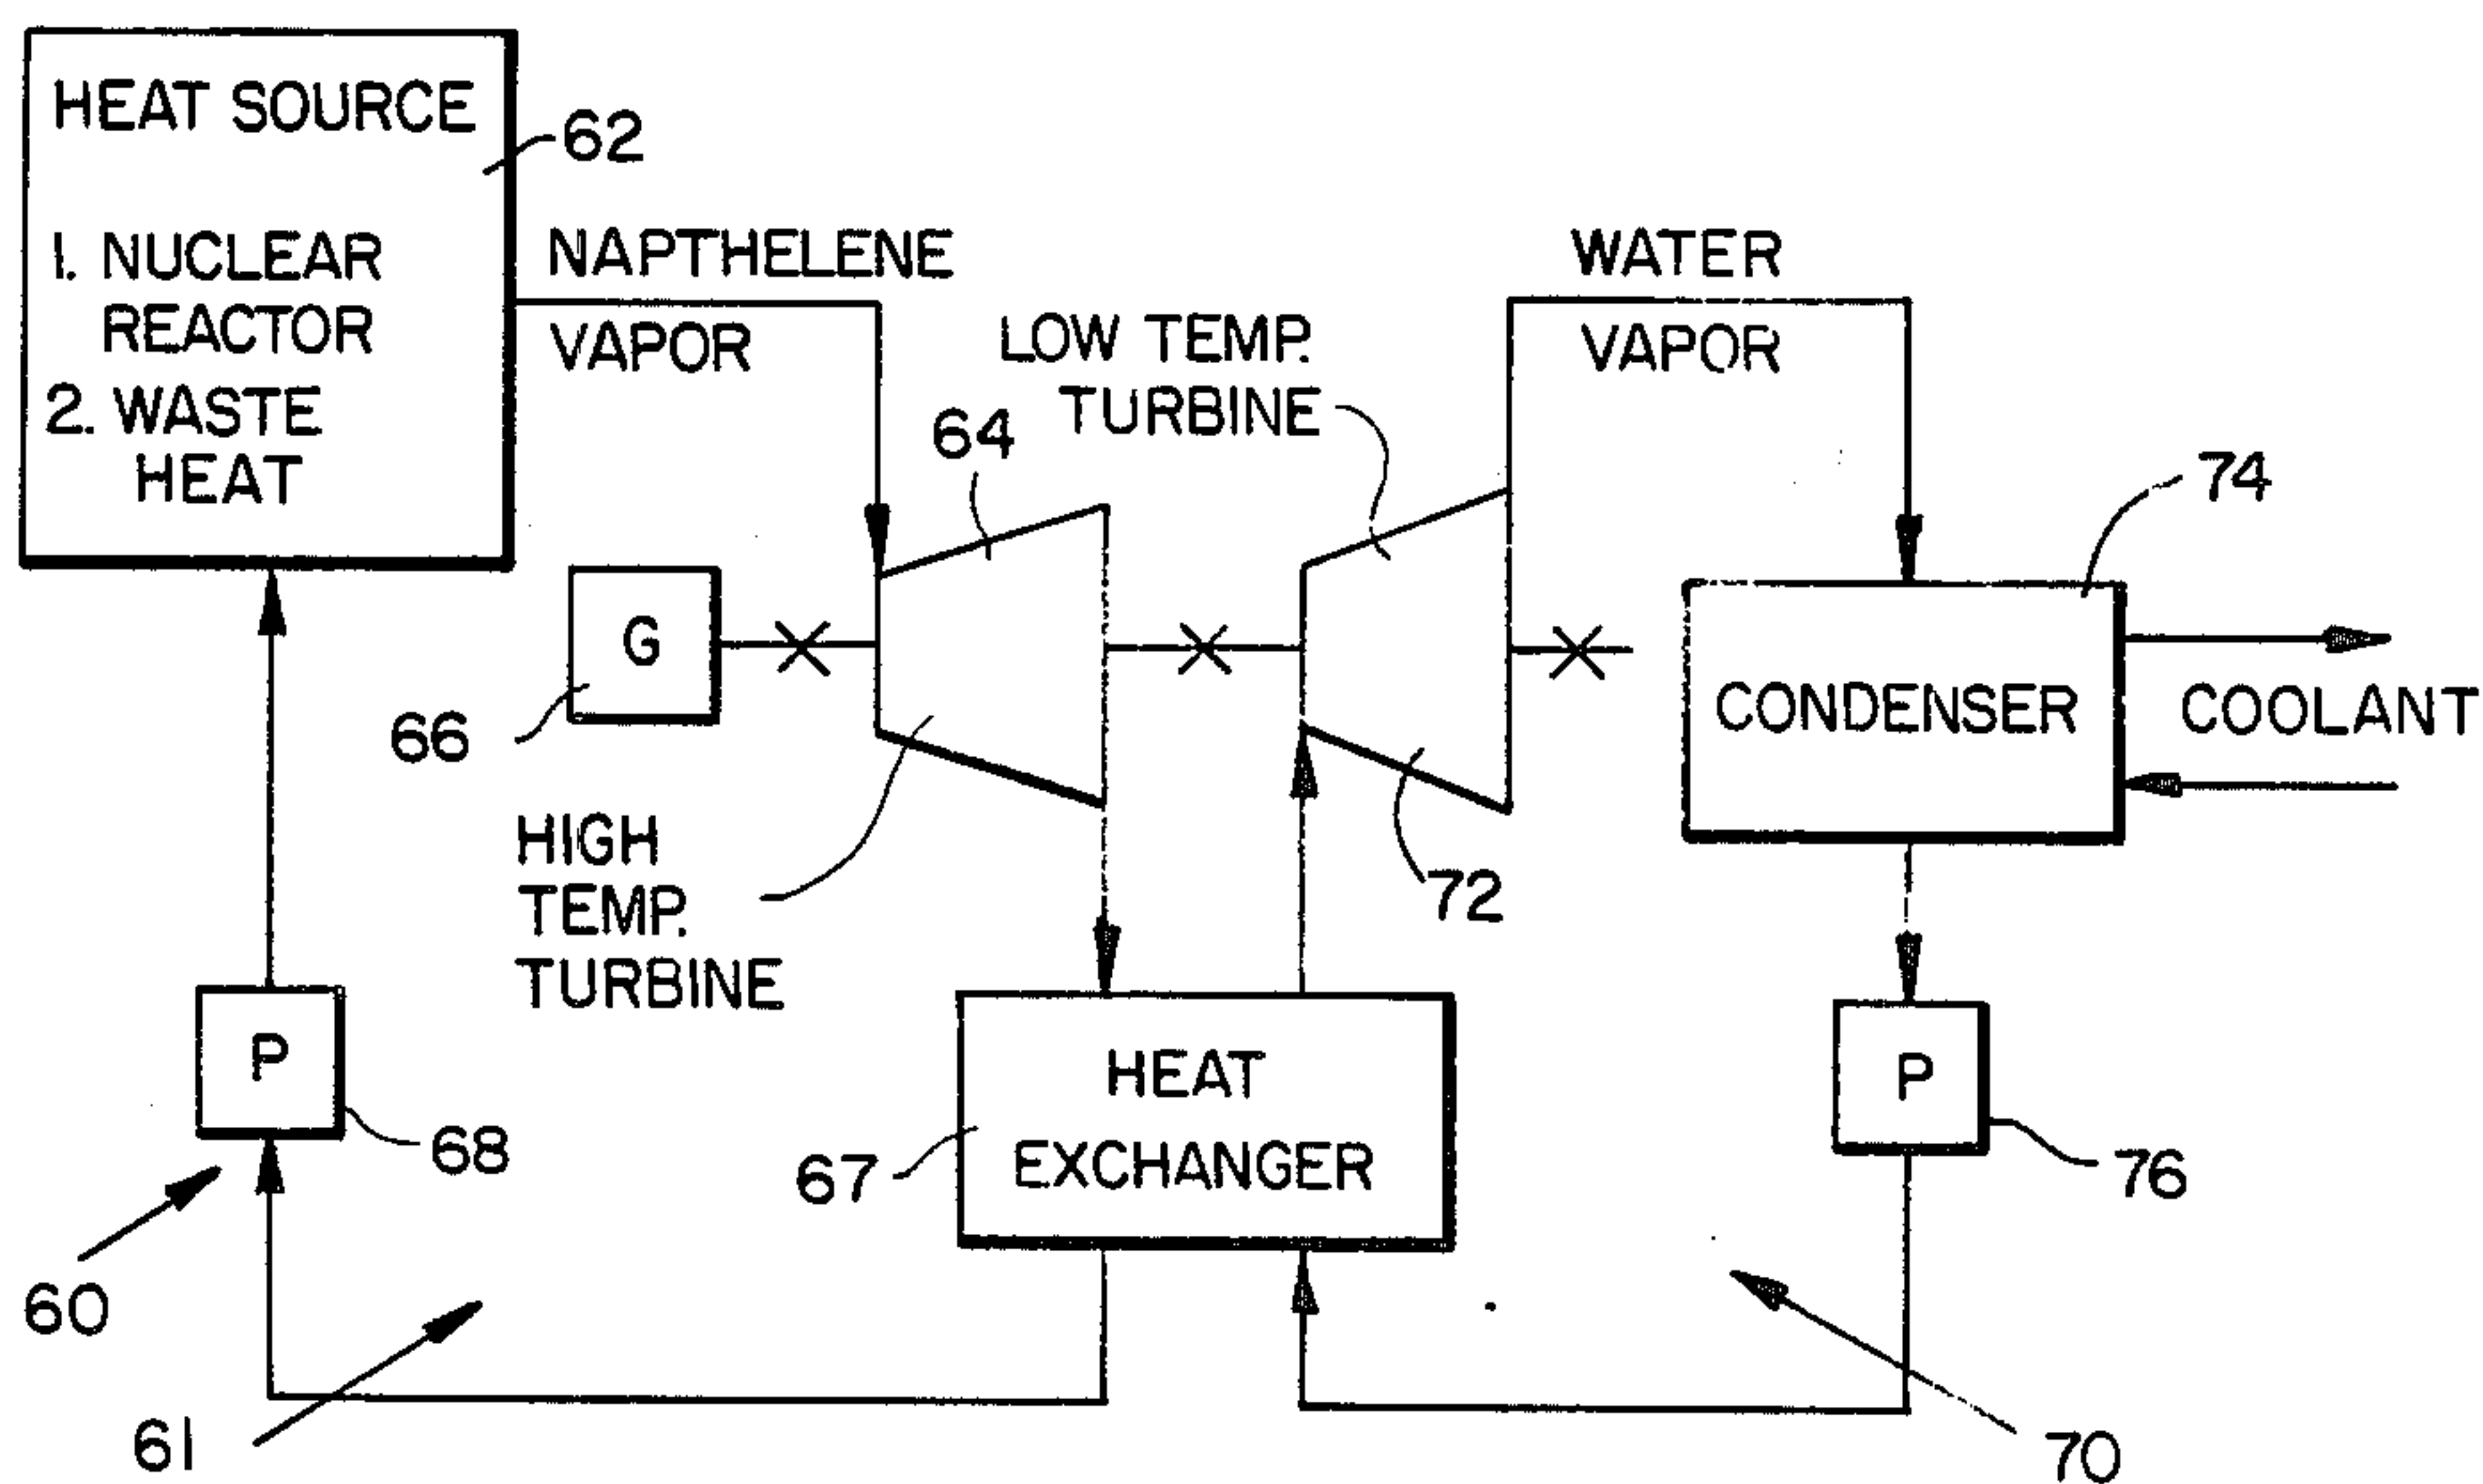 HEAT SOURCE
62
1. NUCLEAR
REACTOR
2. WASTE
HEAT
NAPTHELENE
VAPOR
WATER
VAPOR
LOW TEMP.
TURBINE
64
74
G
66
CONDENSER
COOLANT
HIGH
TEMP.
TURBINE
72
P
68
HEAT
EXCHANGER
67
P
76
60
61
70